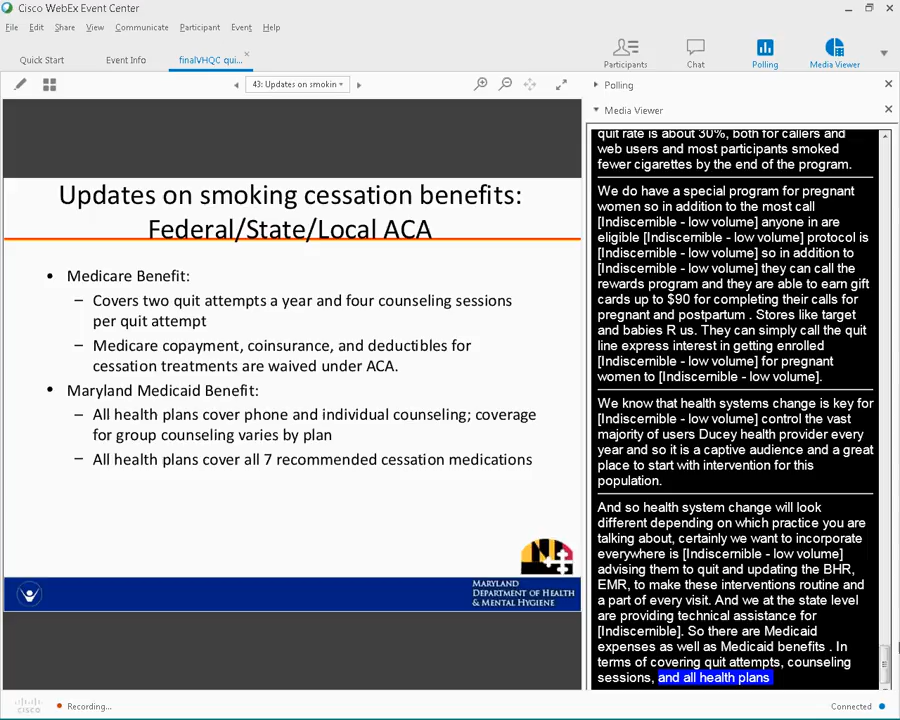 Cisco WebEx Event Center
File Edit Share View Communicate Participant Event Help
Quick Start Event Info finalVHQC qui... Participants Chat Polling Media Viewer
43: Updates on smokin
Polling
Media Viewer
Updates on smoking cessation benefits:
Federal/State/Local ACA
• Medicare Benefit:
– Covers two quit attempts a year and four counseling sessions
per quit attempt
– Medicare copayment, coinsurance, and deductibles for
cessation treatments are waived under ACA.
• Maryland Medicaid Benefit:
– All health plans cover phone and individual counseling; coverage
for group counseling varies by plan
– All health plans cover all 7 recommended cessation medications
MARYLAND
DEPARTMENT OF HEALTH
& MENTAL HYGIENE
quit rate is about 30%, both for callers and
web users and most participants smoked
fewer cigarettes by the end of the program.
We do have a special program for pregnant
women so in addition to the most call
[Indiscernible - low volume] anyone in are
eligible [Indiscernible - low volume] protocol is
[Indiscernible - low volume] so in addition to
[Indiscernible - low volume] they can call the
rewards program and they are able to earn gift
cards up to $90 for completing their calls for
pregnant and postpartum . Stores like target
and babies R us. They can simply call the quit
line express interest in getting enrolled
[Indiscernible - low volume] for pregnant
women to [Indiscernible - low volume].
We know that health systems change is key for
[Indiscernible - low volume] control the vast
majority of users Ducey health provider every
year and so it is a captive audience and a great
place to start with intervention for this
population.
And so health system change will look
different depending on which practice you are
talking about, certainly we want to incorporate
everywhere is [Indiscernible - low volume]
advising them to quit and updating the BHR,
EMR, to make these interventions routine and
a part of every visit. And we at the state level
are providing technical assistance for
[Indiscernible]. So there are Medicaid
expenses as well as Medicaid benefits . In
terms of covering quit attempts, counseling
sessions, and all health plans
cisco Recording... Connected